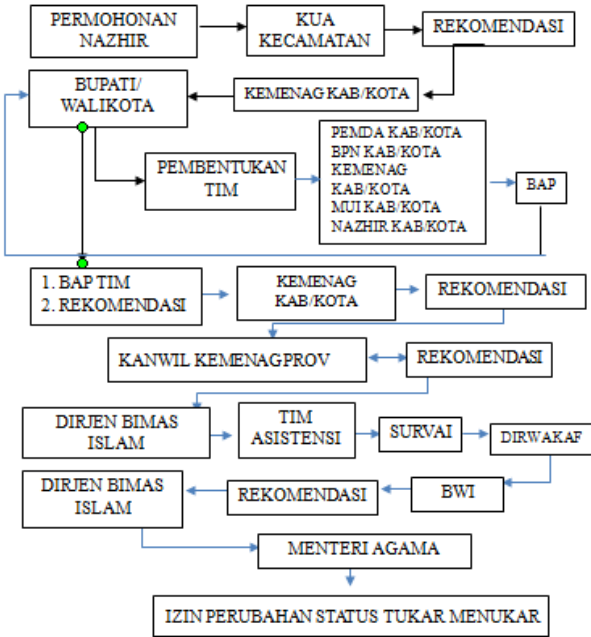 PERMOHONAN
NAZHIR
KUA
KECAMATAN
REKOMENDASI
BUPATI/
WALIKOTA
KEMENAG KAB/KOTA
PEMBENTUKAN
TIM
PEMDA KAB/KOTA
BPN KAB/KOTA
KEMENAG
KAB/KOTA
MUI KAB/KOTA
NAZHIR KAB/KOTA
BAP
1. BAP TIM
2. REKOMENDASI
KEMENAG
KAB/KOTA
REKOMENDASI
KANWIL KEMENAG PROV
REKOMENDASI
DIRJEN BIMAS
ISLAM
TIM
ASISTENSI
SURVAI
DIRWAKAF
DIRJEN BIMAS
ISLAM
REKOMENDASI
BWI
MENTERI AGAMA
IZIN PERUBAHAN STATUS TUKAR MENUKAR